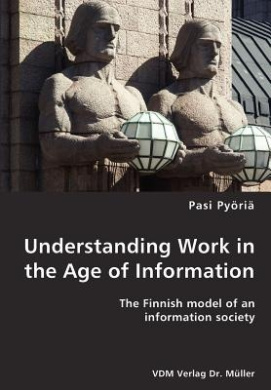 Pasi Pyöriä
Understanding Work in
the Age of Information
The Finnish model of an
information society
VDM Verlag Dr. Müller